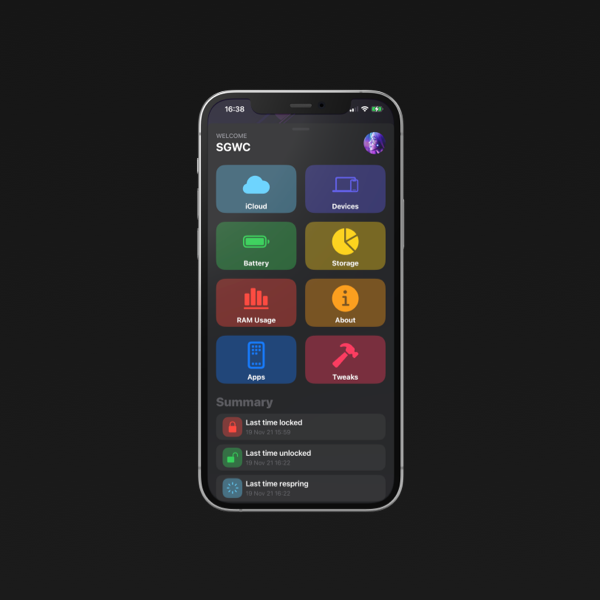 16:38
WELCOME
SGWC
iCloud
Devices
Battery
Storage
RAM Usage
About
Apps
Tweaks
Summary
Last time locked
19 Nov 21 15:59
Last time unlocked
19 Nov 21 16:22
Last time respring
19 Nov 21 16:22